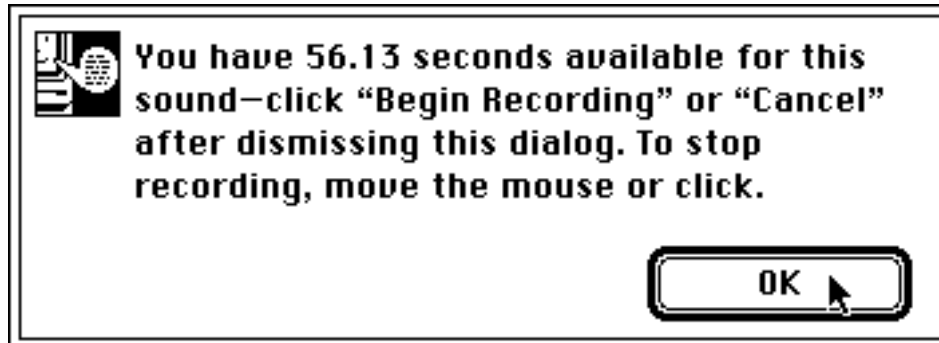 You have 56.13 seconds available for this
sound—click “Begin Recording” or “Cancel”
after dismissing this dialog. To stop
recording, move the mouse or click.
OK